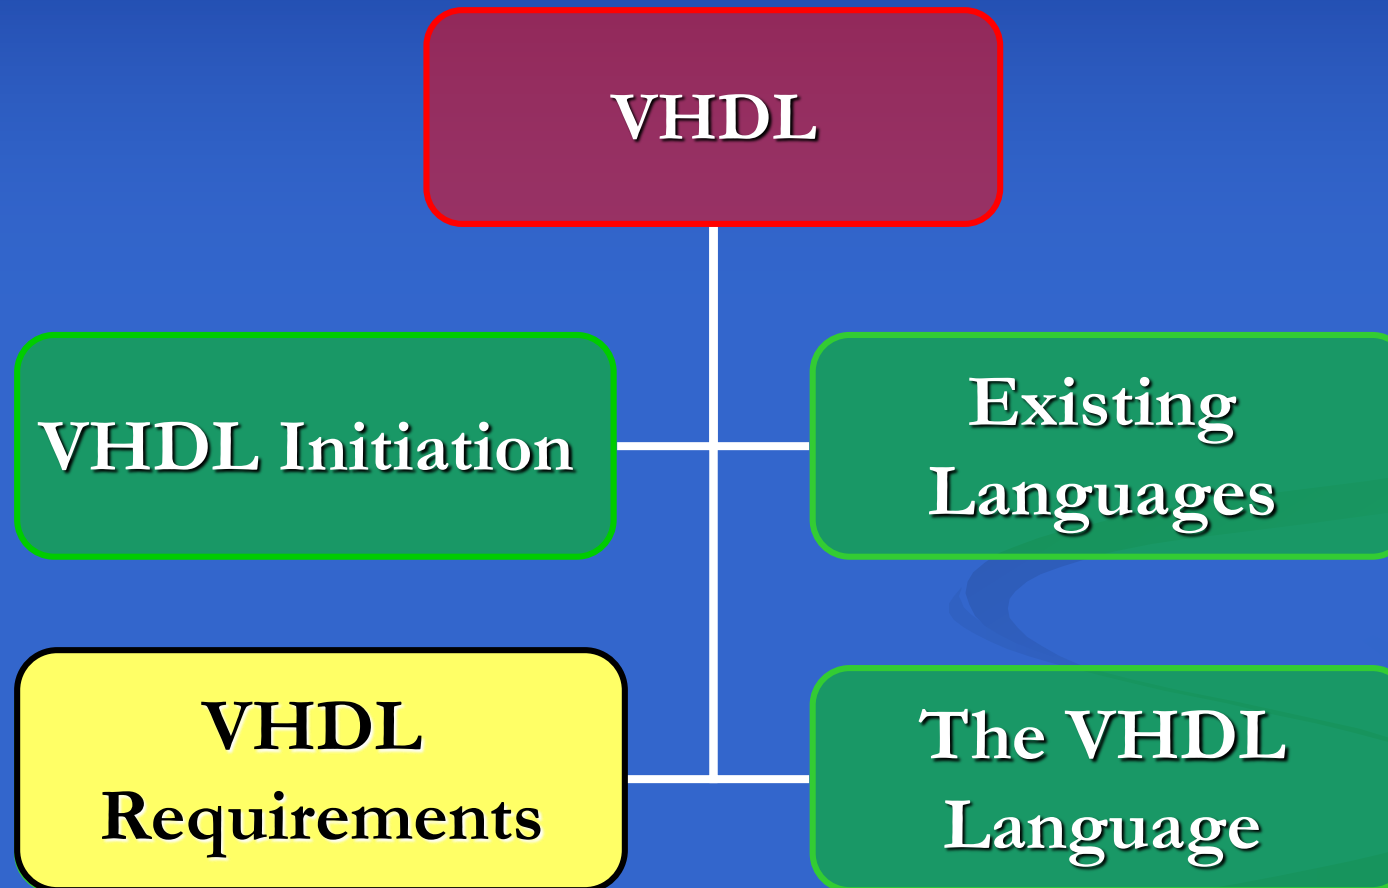 VHDL
VHDL Initiation
Existing
Languages
VHDL
Requirements
The VHDL
Language